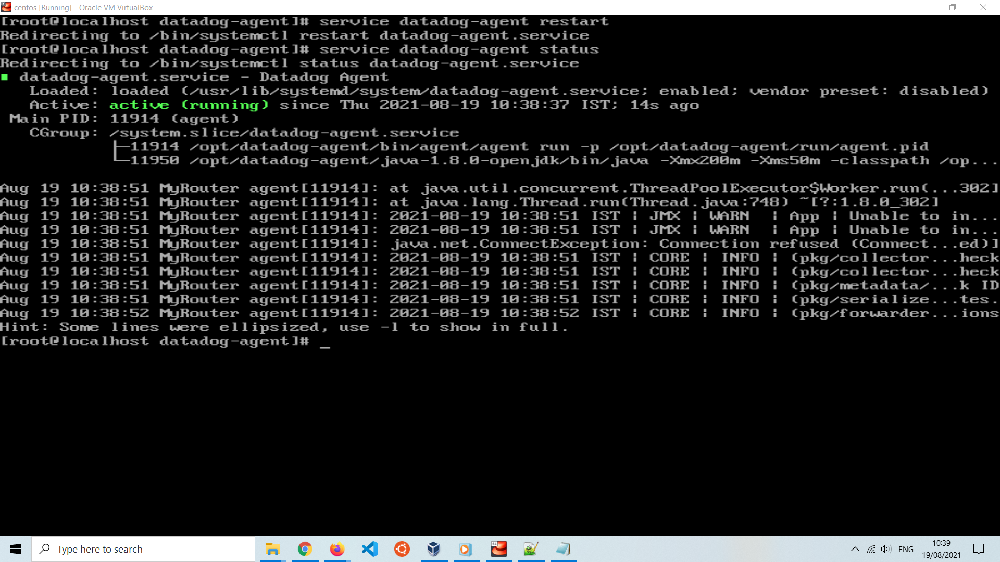 centos [Running] - Oracle VM VirtualBox
[root@localhost datadog-agent]# service datadog-agent restart
Redirecting to /bin/systemctl restart datadog-agent.service
[root@localhost datadog-agent]# service datadog-agent status
Redirecting to /bin/systemctl status datadog-agent.service
datadog-agent.service - Datadog Agent
Loaded: loaded (/usr/lib/systemd/system/datadog-agent.service; enabled; vendor preset: disabled)
Active: active (running) since Thu 2021-08-19 10:38:37 IST; 14s ago
Main PID: 11914 (agent)
CGroup: /system.slice/datadog-agent.service
├─11914 /opt/datadog-agent/bin/agent/agent run -p /opt/datadog-agent/run/agent.pid
└─11950 /opt/datadog-agent/java-1.8.0-openjdk/bin/java -Xmx200m -Xms50m -classpath /op...
Aug 19 10:38:51 MyRouter agent[11914]: at java.util.concurrent.ThreadPoolExecutor$Worker.run(...302]
Aug 19 10:38:51 MyRouter agent[11914]: at java.lang.Thread.run(Thread.java:748) ~[?:1.8.0_302]
Aug 19 10:38:51 MyRouter agent[11914]: 2021-08-19 10:38:51 IST | JMX | WARN  | App | Unable to in...
Aug 19 10:38:51 MyRouter agent[11914]: 2021-08-19 10:38:51 IST | JMX | WARN  | App | Unable to in...
Aug 19 10:38:51 MyRouter agent[11914]: java.net.ConnectException: Connection refused (Connect...ed)]
Aug 19 10:38:51 MyRouter agent[11914]: 2021-08-19 10:38:51 IST | CORE | INFO | (pkg/collector...heck
Aug 19 10:38:51 MyRouter agent[11914]: 2021-08-19 10:38:51 IST | CORE | INFO | (pkg/collector...heck
Aug 19 10:38:51 MyRouter agent[11914]: 2021-08-19 10:38:51 IST | CORE | INFO | (pkg/metadata/...k ID
Aug 19 10:38:51 MyRouter agent[11914]: 2021-08-19 10:38:51 IST | CORE | INFO | (pkg/serialize...tes.
Aug 19 10:38:52 MyRouter agent[11914]: 2021-08-19 10:38:52 IST | CORE | INFO | (pkg/forwarder...ions
Hint: Some lines were ellipsized, use -l to show in full.
[root@localhost datadog-agent]# _
Type here to search
64
ENG
10:39
19/08/2021